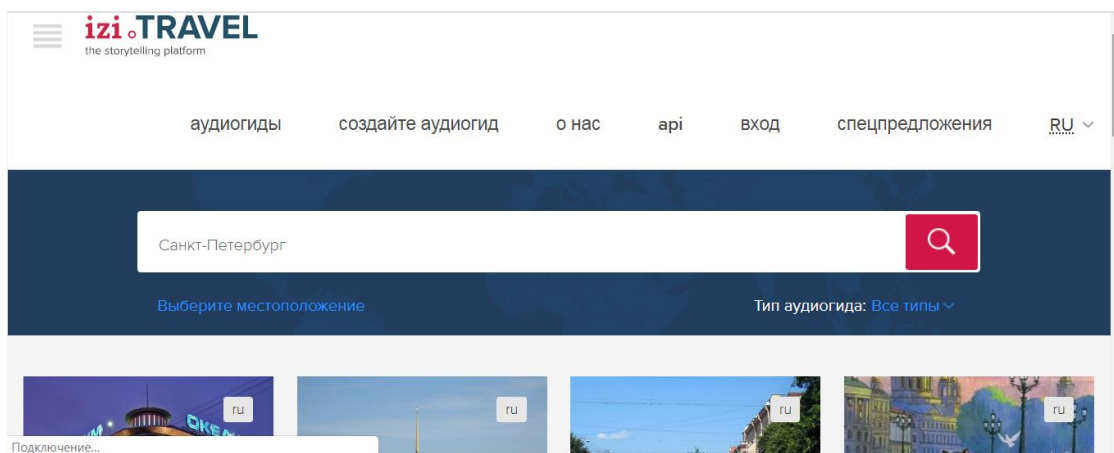 izi.TRAVEL
the storytelling platform
аудиогиды создайте аудиогид о нас api вход спецпредложения RU
Санкт-Петербург
Выберите местоположение Тип аудиогида: Все типы
ru ru ru ru
Подключение...